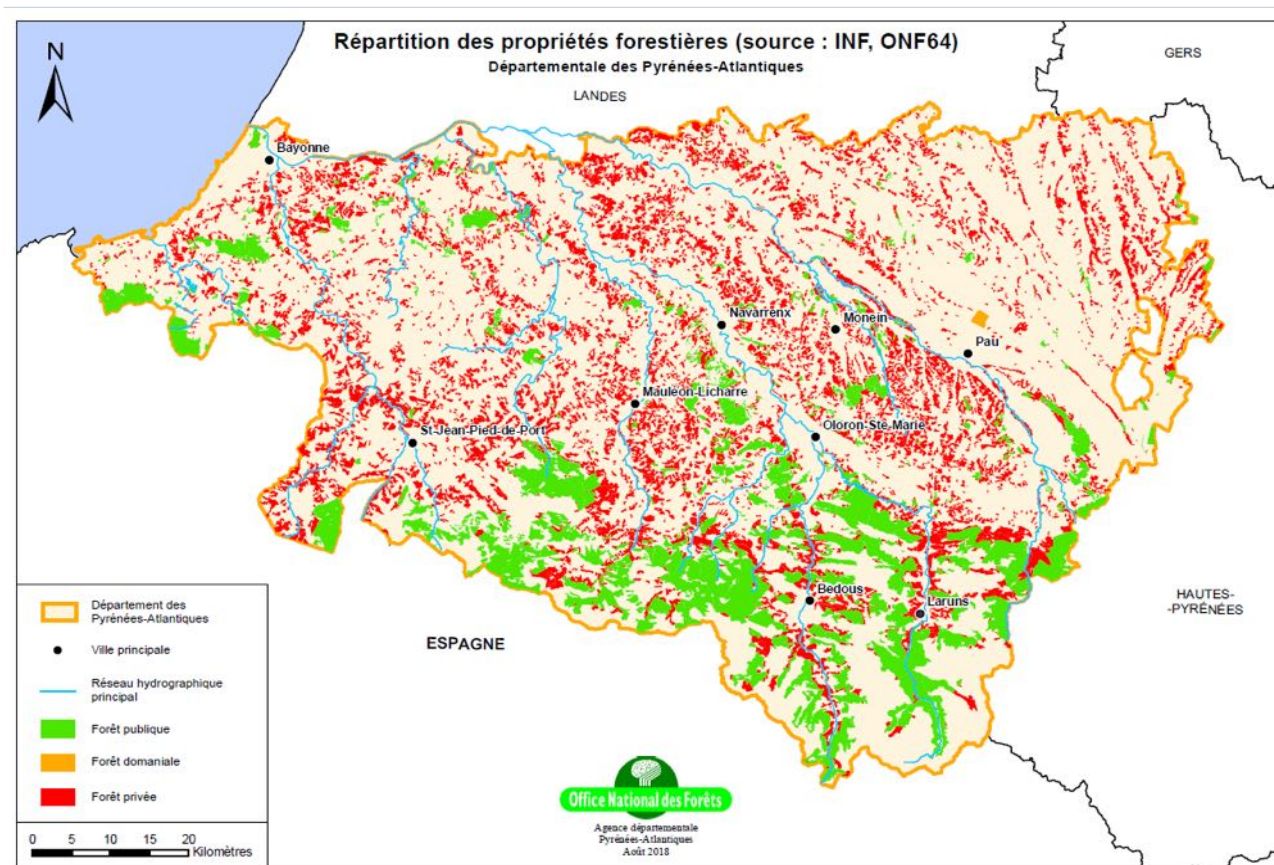 Répartition des propriétés forestières (source : INF, ONF64)
Départementale des Pyrénées-Atlantiques
N
GERS
LANDES
Bayonne
Navarrenx
Monein
Pau
Mauléon-Licharre
St-Jean-Pied-de-Port
Oloron-Ste-Marie
Bedous
Laruns
HAUTES-
-PYRÉNÉES
ESPAGNE
Département des
Pyrénées-Atlantiques
Ville principale
Réseau hydrographique
principal
Forêt publique
Forêt domaniale
Forêt privée
0 5 10 15 20
Kilomètres
Office National des Forêts
Agence départementale
Pyrénées-Atlantiques
Août 2018